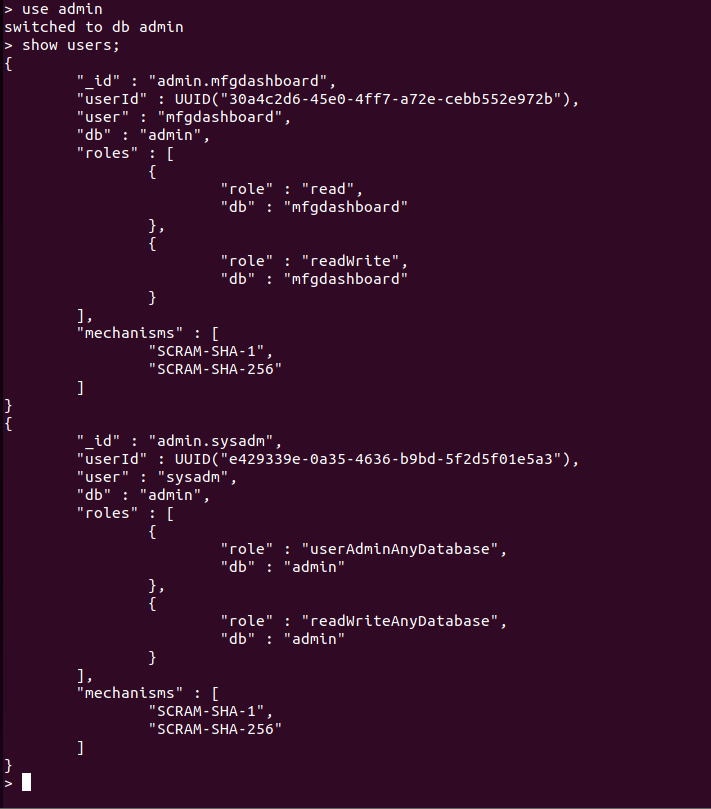 > use admin
switched to db admin
> show users;
{
        "_id" : "admin.mfgdashboard",
        "userId" : UUID("30a4c2d6-45e0-4ff7-a72e-cebb552e972b"),
        "user" : "mfgdashboard",
        "db" : "admin",
        "roles" : [
                {
                        "role" : "read",
                        "db" : "mfgdashboard"
                },
                {
                        "role" : "readWrite",
                        "db" : "mfgdashboard"
                }
        ],
        "mechanisms" : [
                "SCRAM-SHA-1",
                "SCRAM-SHA-256"
        ]
}
{
        "_id" : "admin.sysadm",
        "userId" : UUID("e429339e-0a35-4636-b9bd-5f2d5f01e5a3"),
        "user" : "sysadm",
        "db" : "admin",
        "roles" : [
                {
                        "role" : "userAdminAnyDatabase",
                        "db" : "admin"
                },
                {
                        "role" : "readWriteAnyDatabase",
                        "db" : "admin"
                }
        ],
        "mechanisms" : [
                "SCRAM-SHA-1",
                "SCRAM-SHA-256"
        ]
}
>